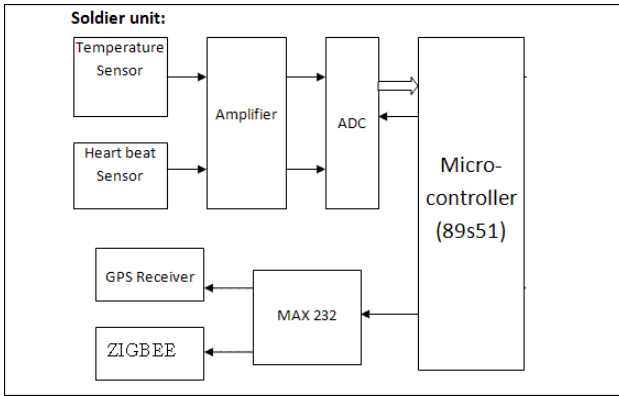 Soldier unit:
Temperature
Sensor
Heart beat
Sensor
Amplifier
ADC
Micro-
controller
(89s51)
GPS Receiver
MAX 232
ZIGBEE